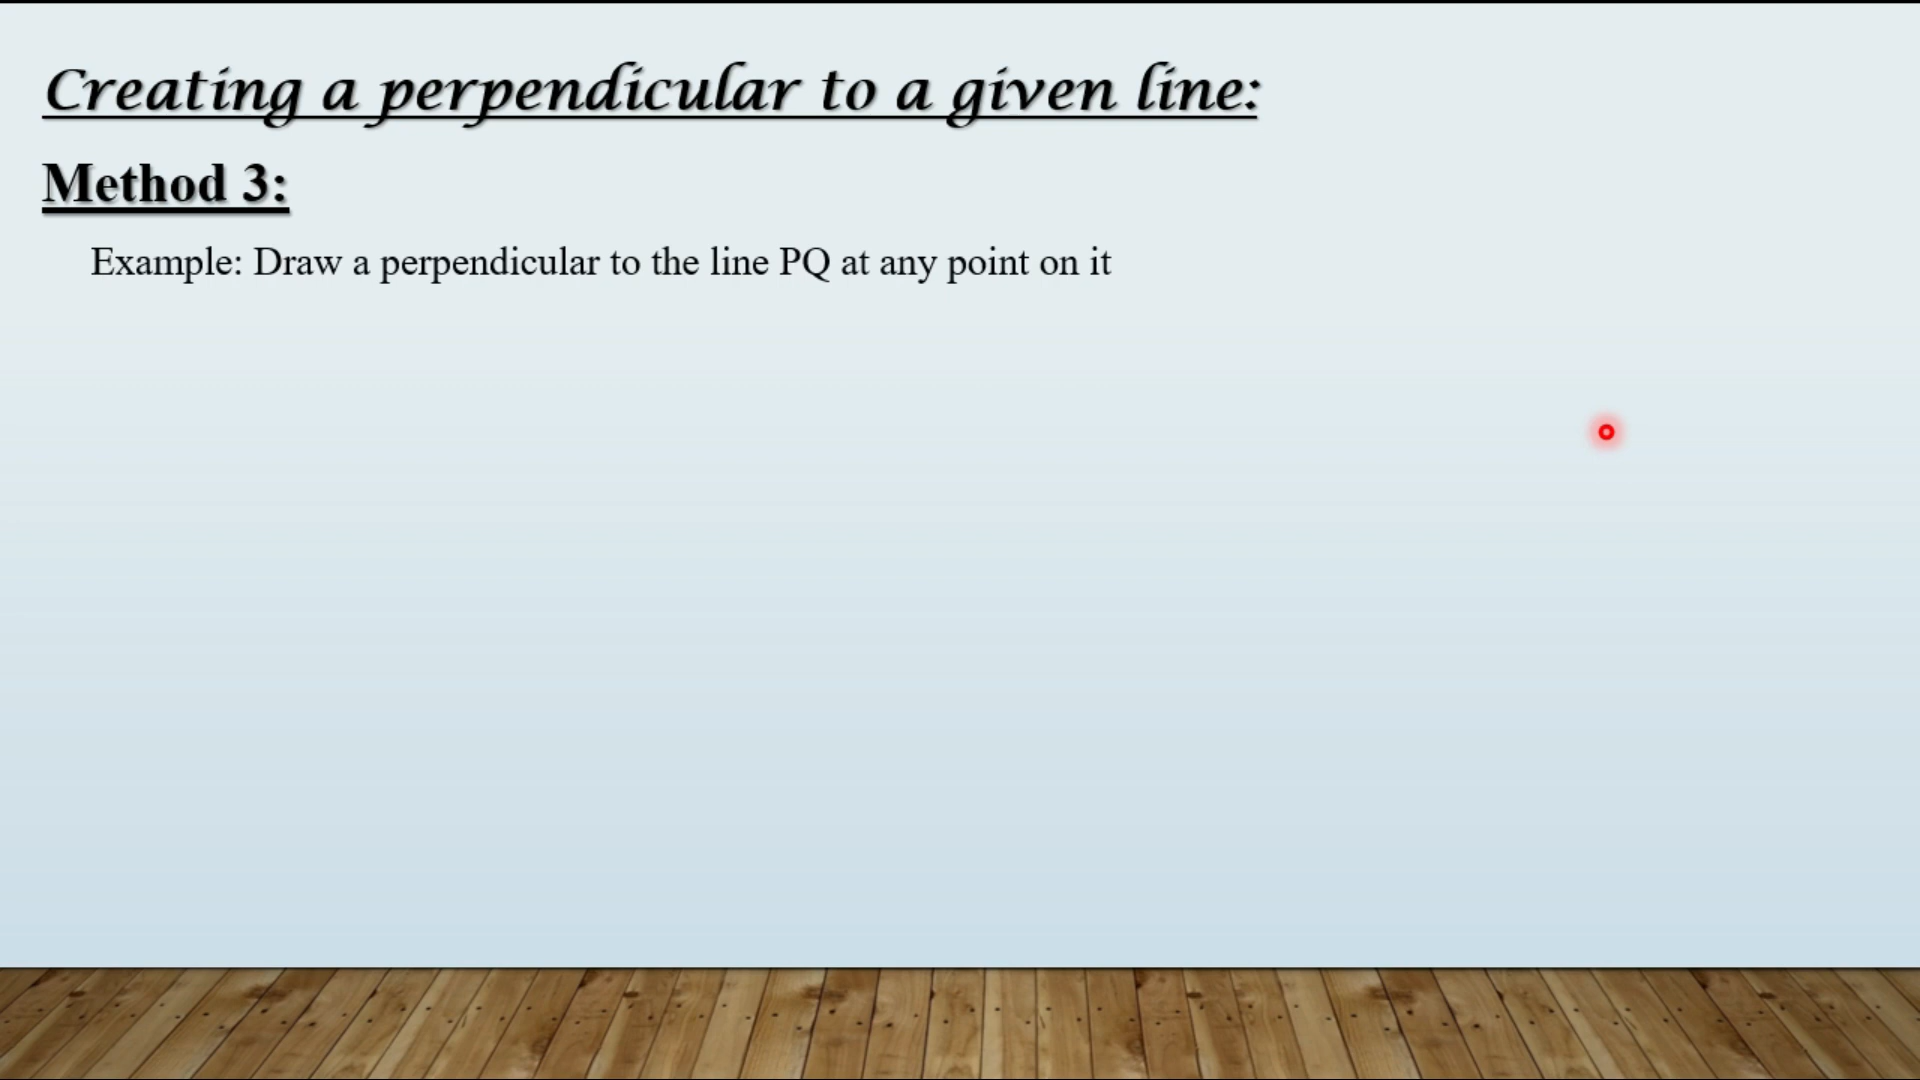 Creating a perpendicular to a given line:
Method 3:
Example: Draw a perpendicular to the line PQ at any point on it